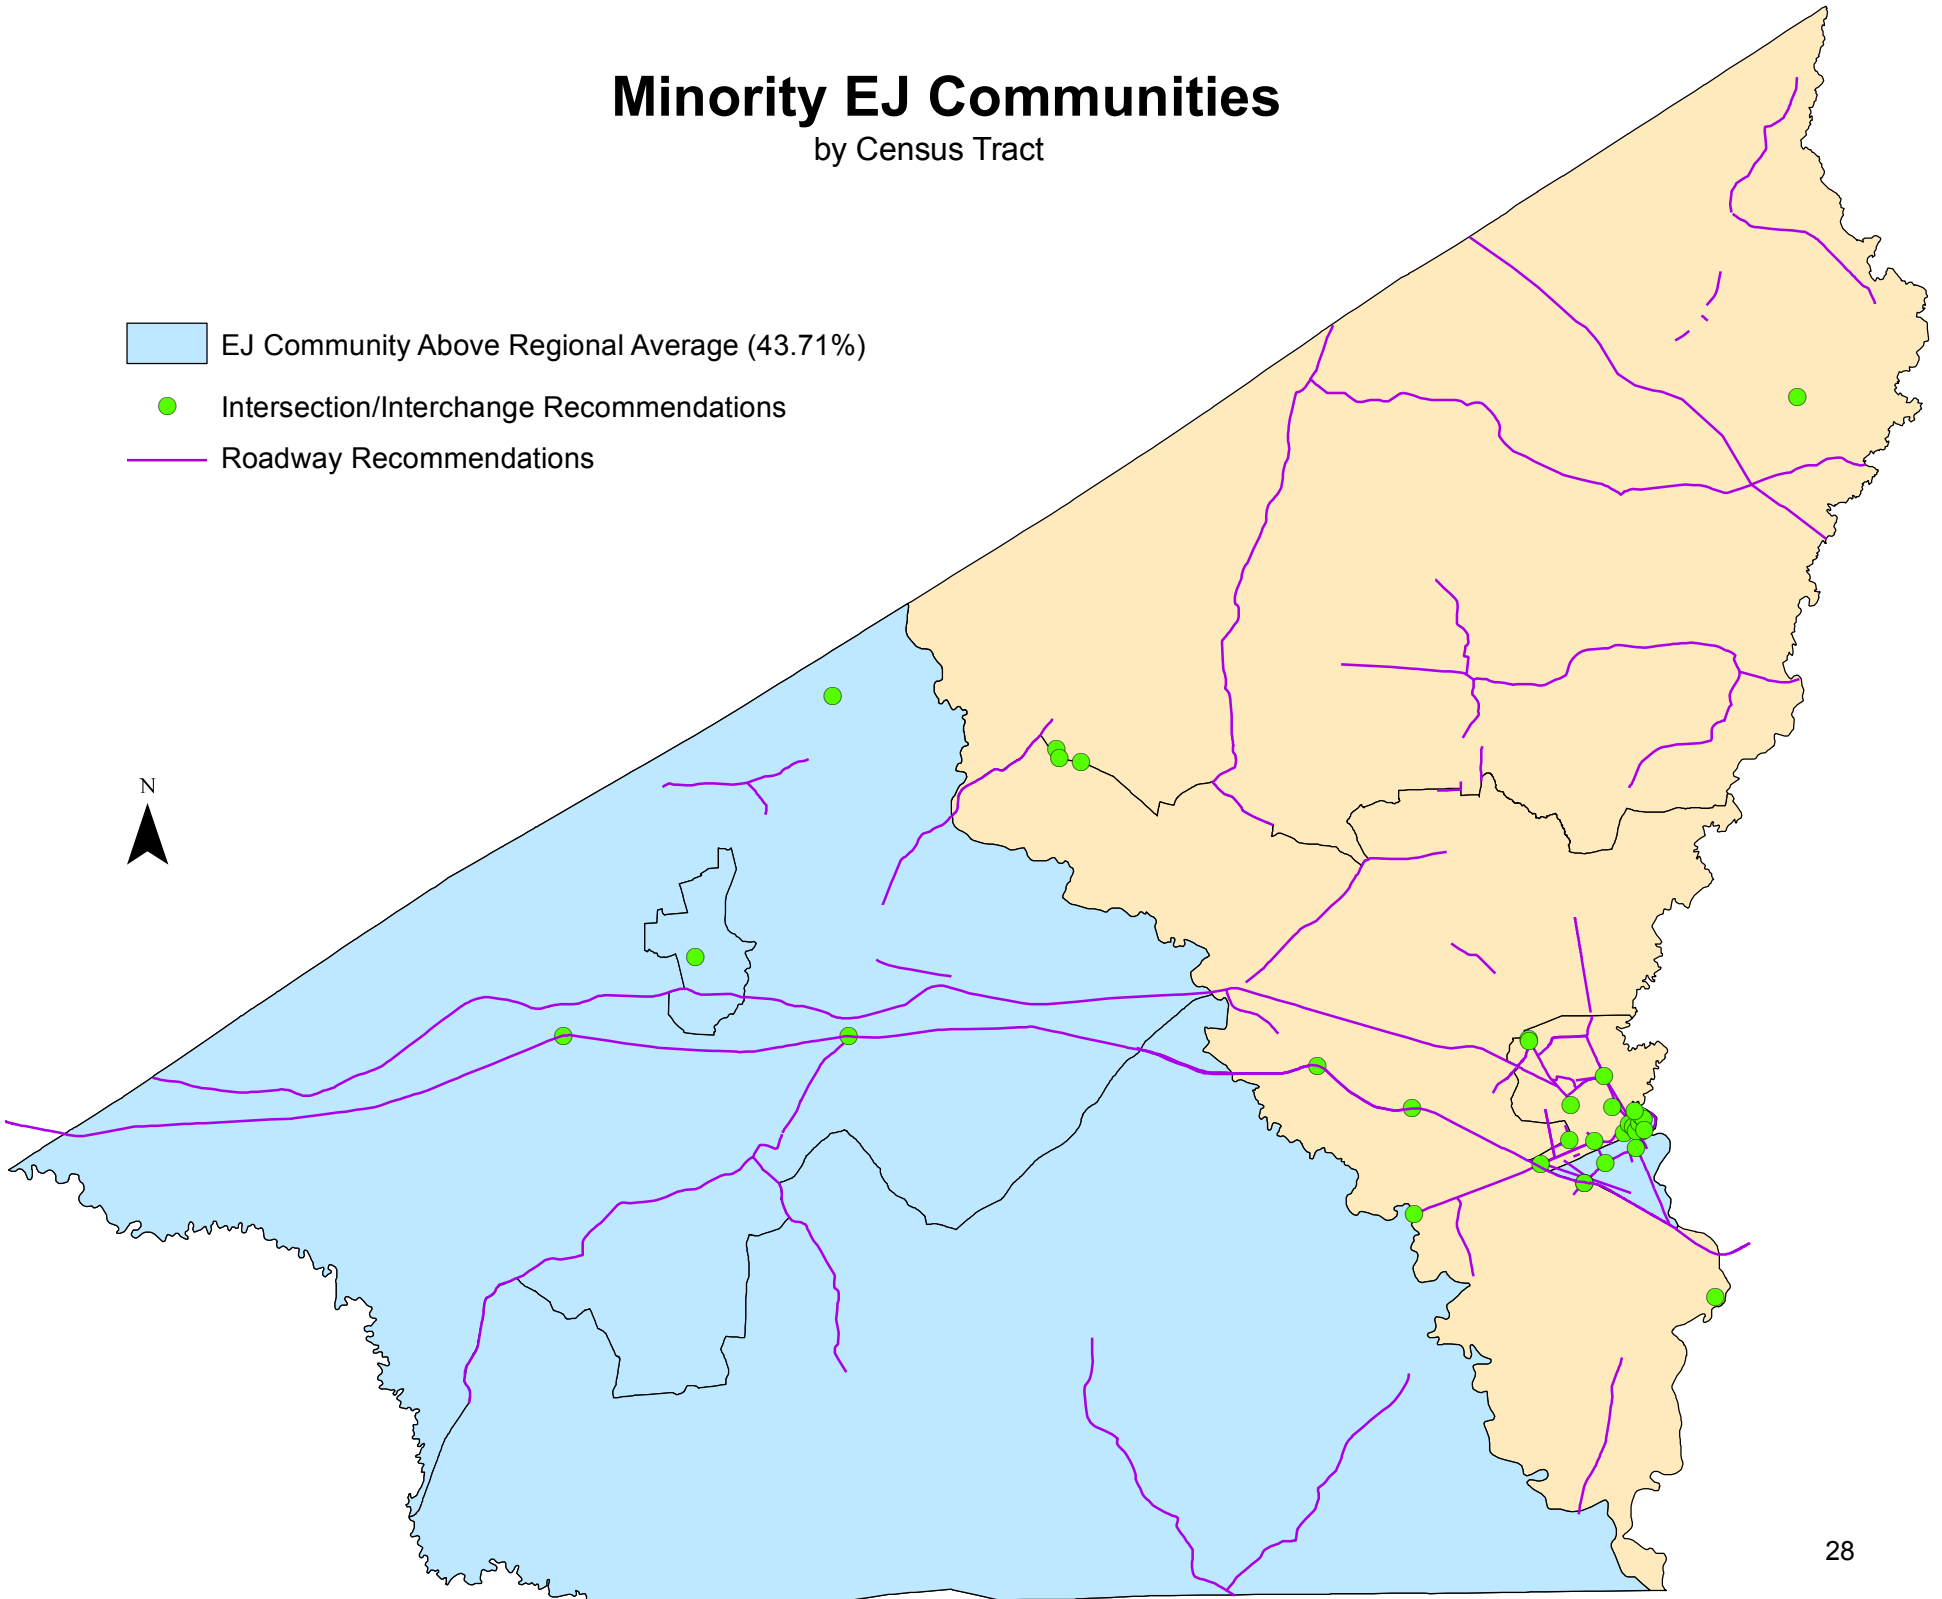 Minority EJ Communities
by Census Tract
EJ Community Above Regional Average (43.71%)
Intersection/Interchange Recommendations
Roadway Recommendations
N
28